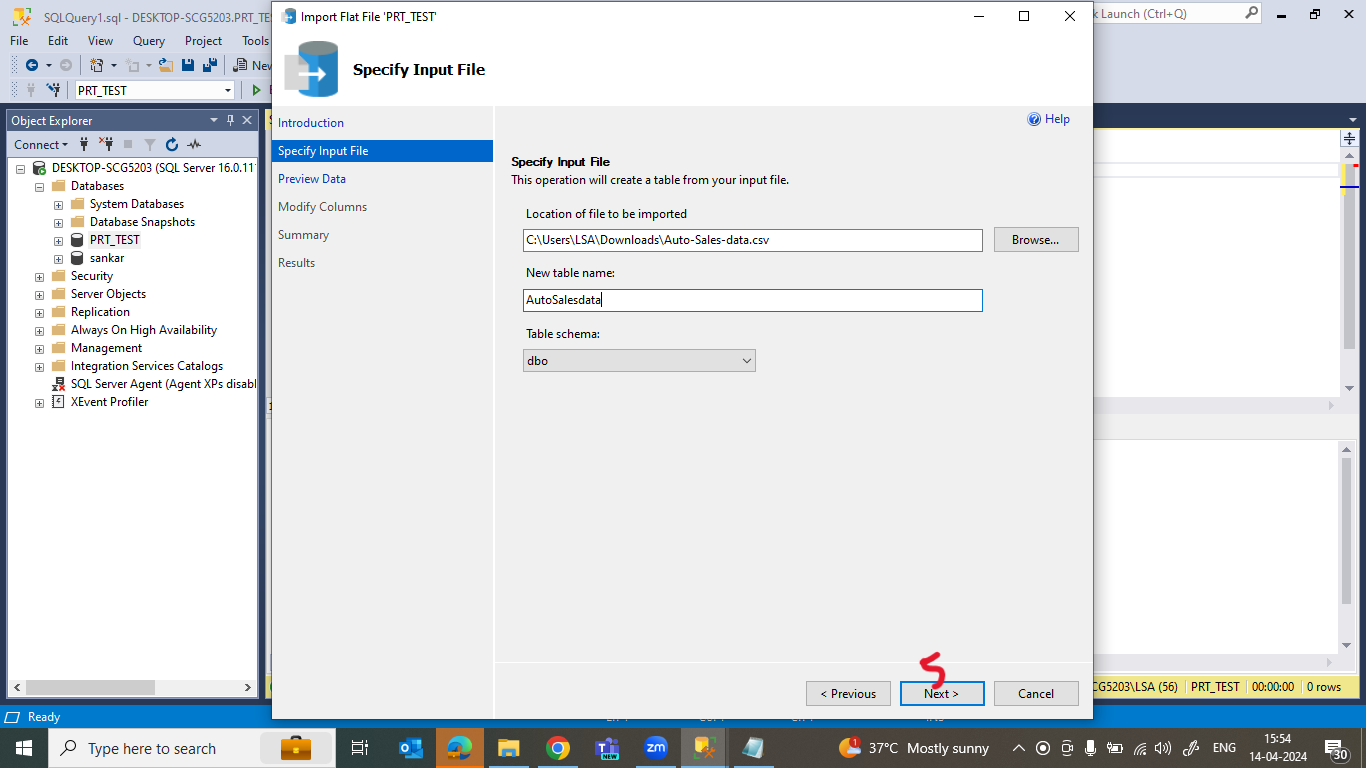 SQLQuery1.sql - DESKTOP-SCG5203.PRT_TE
k Launch (Ctrl+Q)
File Edit View Query Project Tools
New
PRT_TEST
Import Flat File 'PRT_TEST'
Specify Input File
Object Explorer
Connect
DESKTOP-SCG5203 (SQL Server 16.0.11
Databases
System Databases
Database Snapshots
PRT_TEST
sankar
Security
Server Objects
Replication
Always On High Availability
Management
Integration Services Catalogs
SQL Server Agent (Agent XPs disabl
XEvent Profiler
Introduction
Specify Input File
Preview Data
Modify Columns
Summary
Results
Help
Specify Input File
This operation will create a table from your input file.
Location of file to be imported
C:\Users\LSA\Downloads\Auto-Sales-data.csv
Browse...
New table name:
AutoSalesdata
Table schema:
dbo
5
< Previous Next > Cancel
CG5203\LSA (56) PRT_TEST 00:00:00 0 rows
Ready
Type here to search
NEW
zm
1
37°C Mostly sunny
ENG
15:54
14-04-2024
30